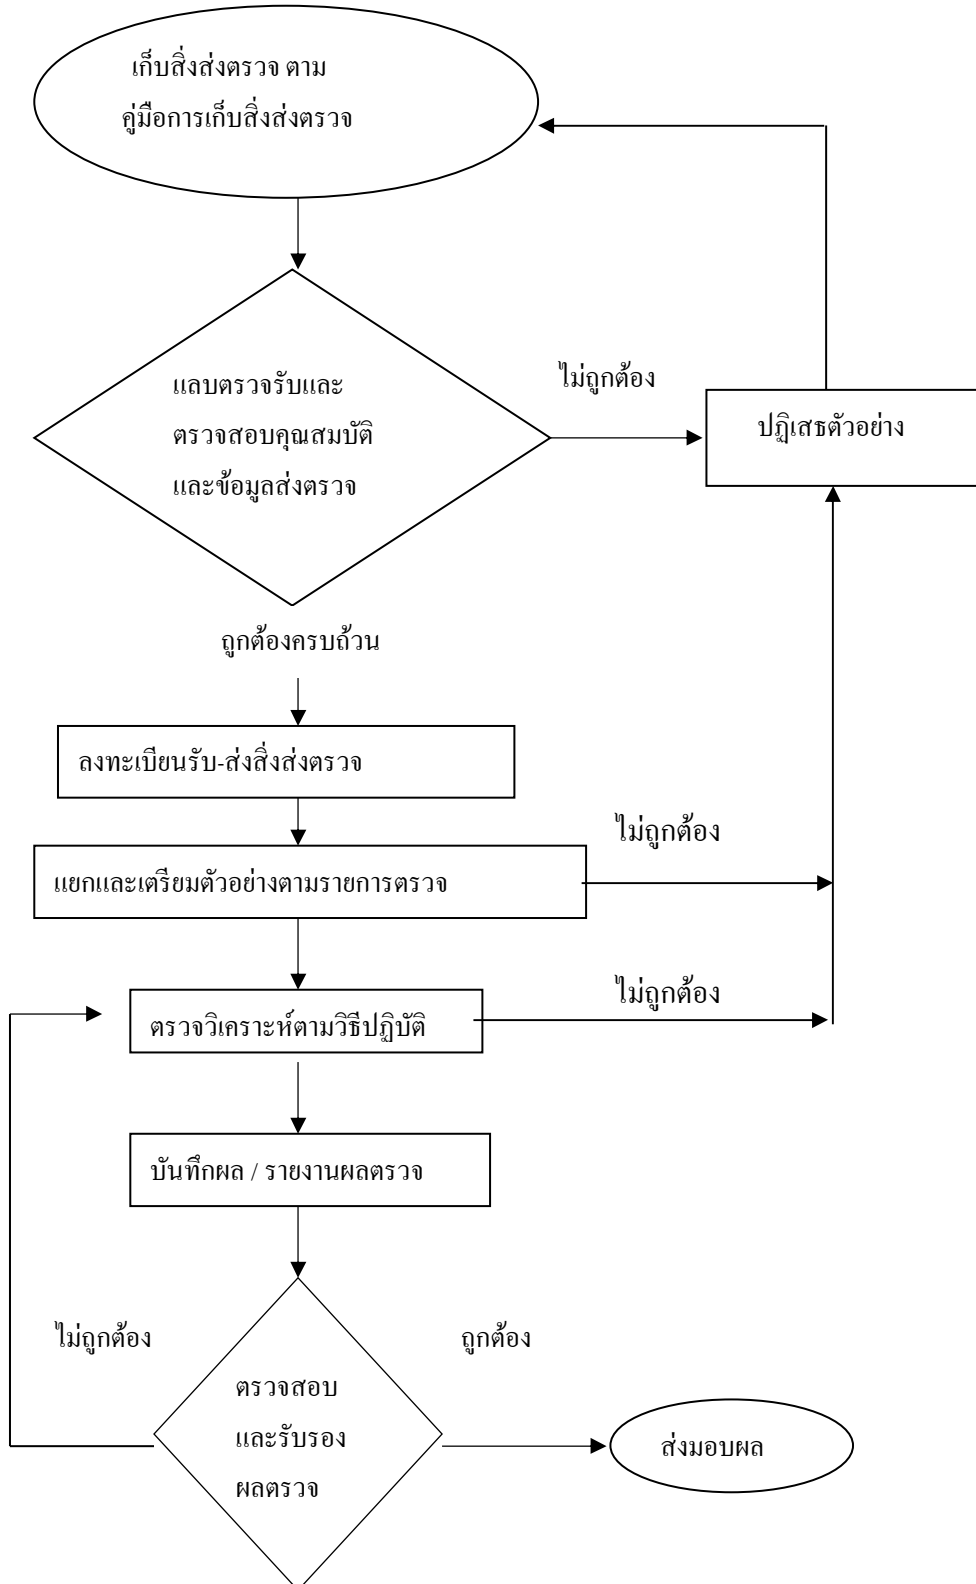 เก็บสิ่งส่งตรวจ ตาม
คู่มือการเก็บสิ่งส่งตรวจ
แลบตรวจรับและ
ตรวจสอบคุณสมบัติ
และข้อมูลส่งตรวจ
ไม่ถูกต้อง
ปฏิเสธตัวอย่าง
ถูกต้องครบถ้วน
ลงทะเบียนรับ-ส่งสิ่งส่งตรวจ
ไม่ถูกต้อง
แยกและเตรียมตัวอย่างตามรายการตรวจ
ไม่ถูกต้อง
ตรวจวิเคราะห์ตามวิธีปฏิบัติ
บันทึกผล / รายงานผลตรวจ
ไม่ถูกต้อง
ถูกต้อง
ตรวจสอบ
และรับรอง
ผลตรวจ
ส่งมอบผล